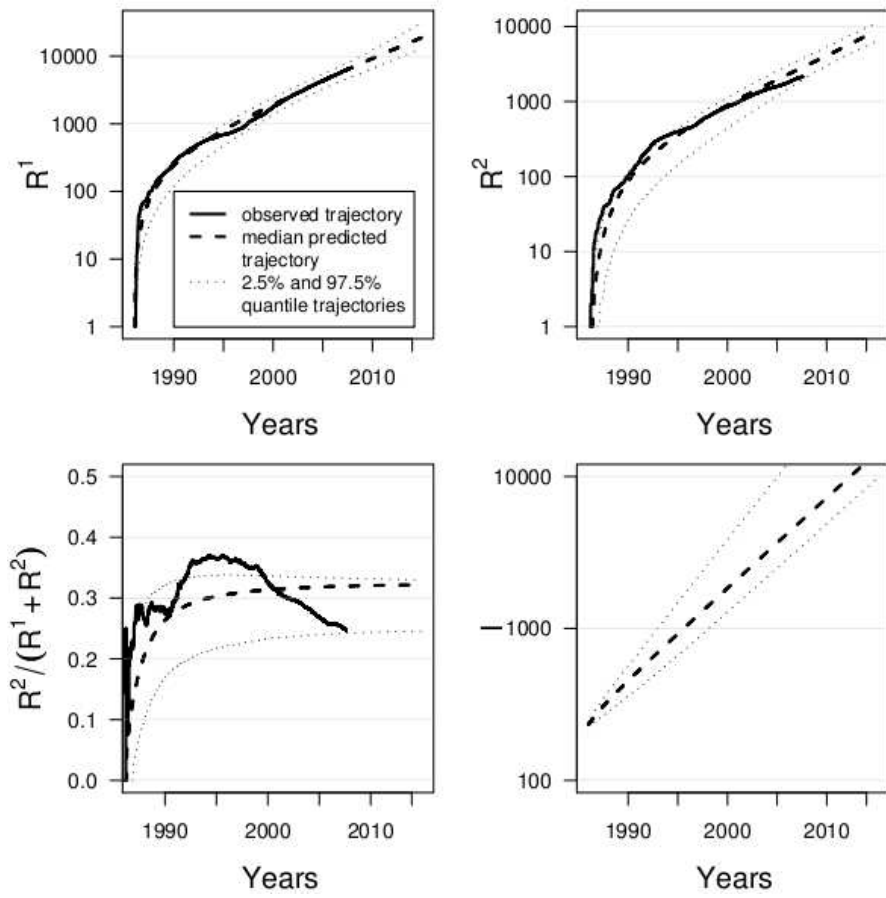 10000
1000
100
10
1
R¹
observed trajectory
median predicted
trajectory
2.5% and 97.5%
quantile trajectories
1990 2000 2010
Years
10000
1000
100
10
1
R²
1990 2000 2010
Years
0.5
0.4
0.3
0.2
0.1
0.0
R²/(R¹+R²)
1990 2000 2010
Years
10000
1000
100
I
1990 2000 2010
Years